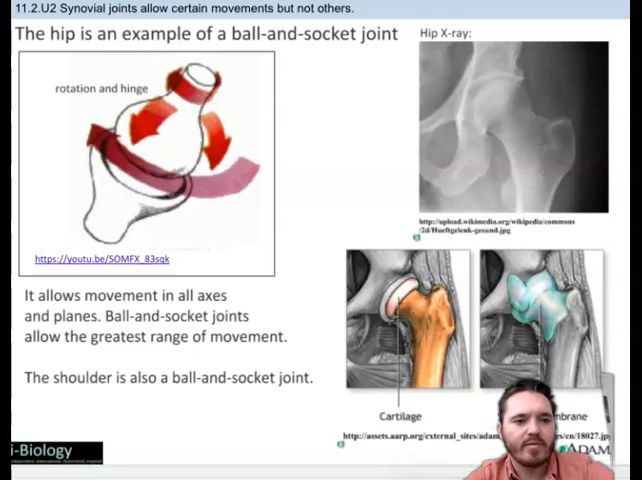 11.2.U2 Synovial joints allow certain movements but not others.
The hip is an example of a ball-and-socket joint
Hip X-ray:
rotation and hinge
http://upload.wikimedia.org/wikipedia/commons
/2d/Hueftgelenk-gesund.jpg
https://youtu.be/SOMFX_83sqk
It allows movement in all axes
and planes. Ball-and-socket joints
allow the greatest range of movement.
The shoulder is also a ball-and-socket joint.
Cartilage
http://assets.aarp.org/external_sites/adam
es/en/18027.jp
i-Biology
ADAM